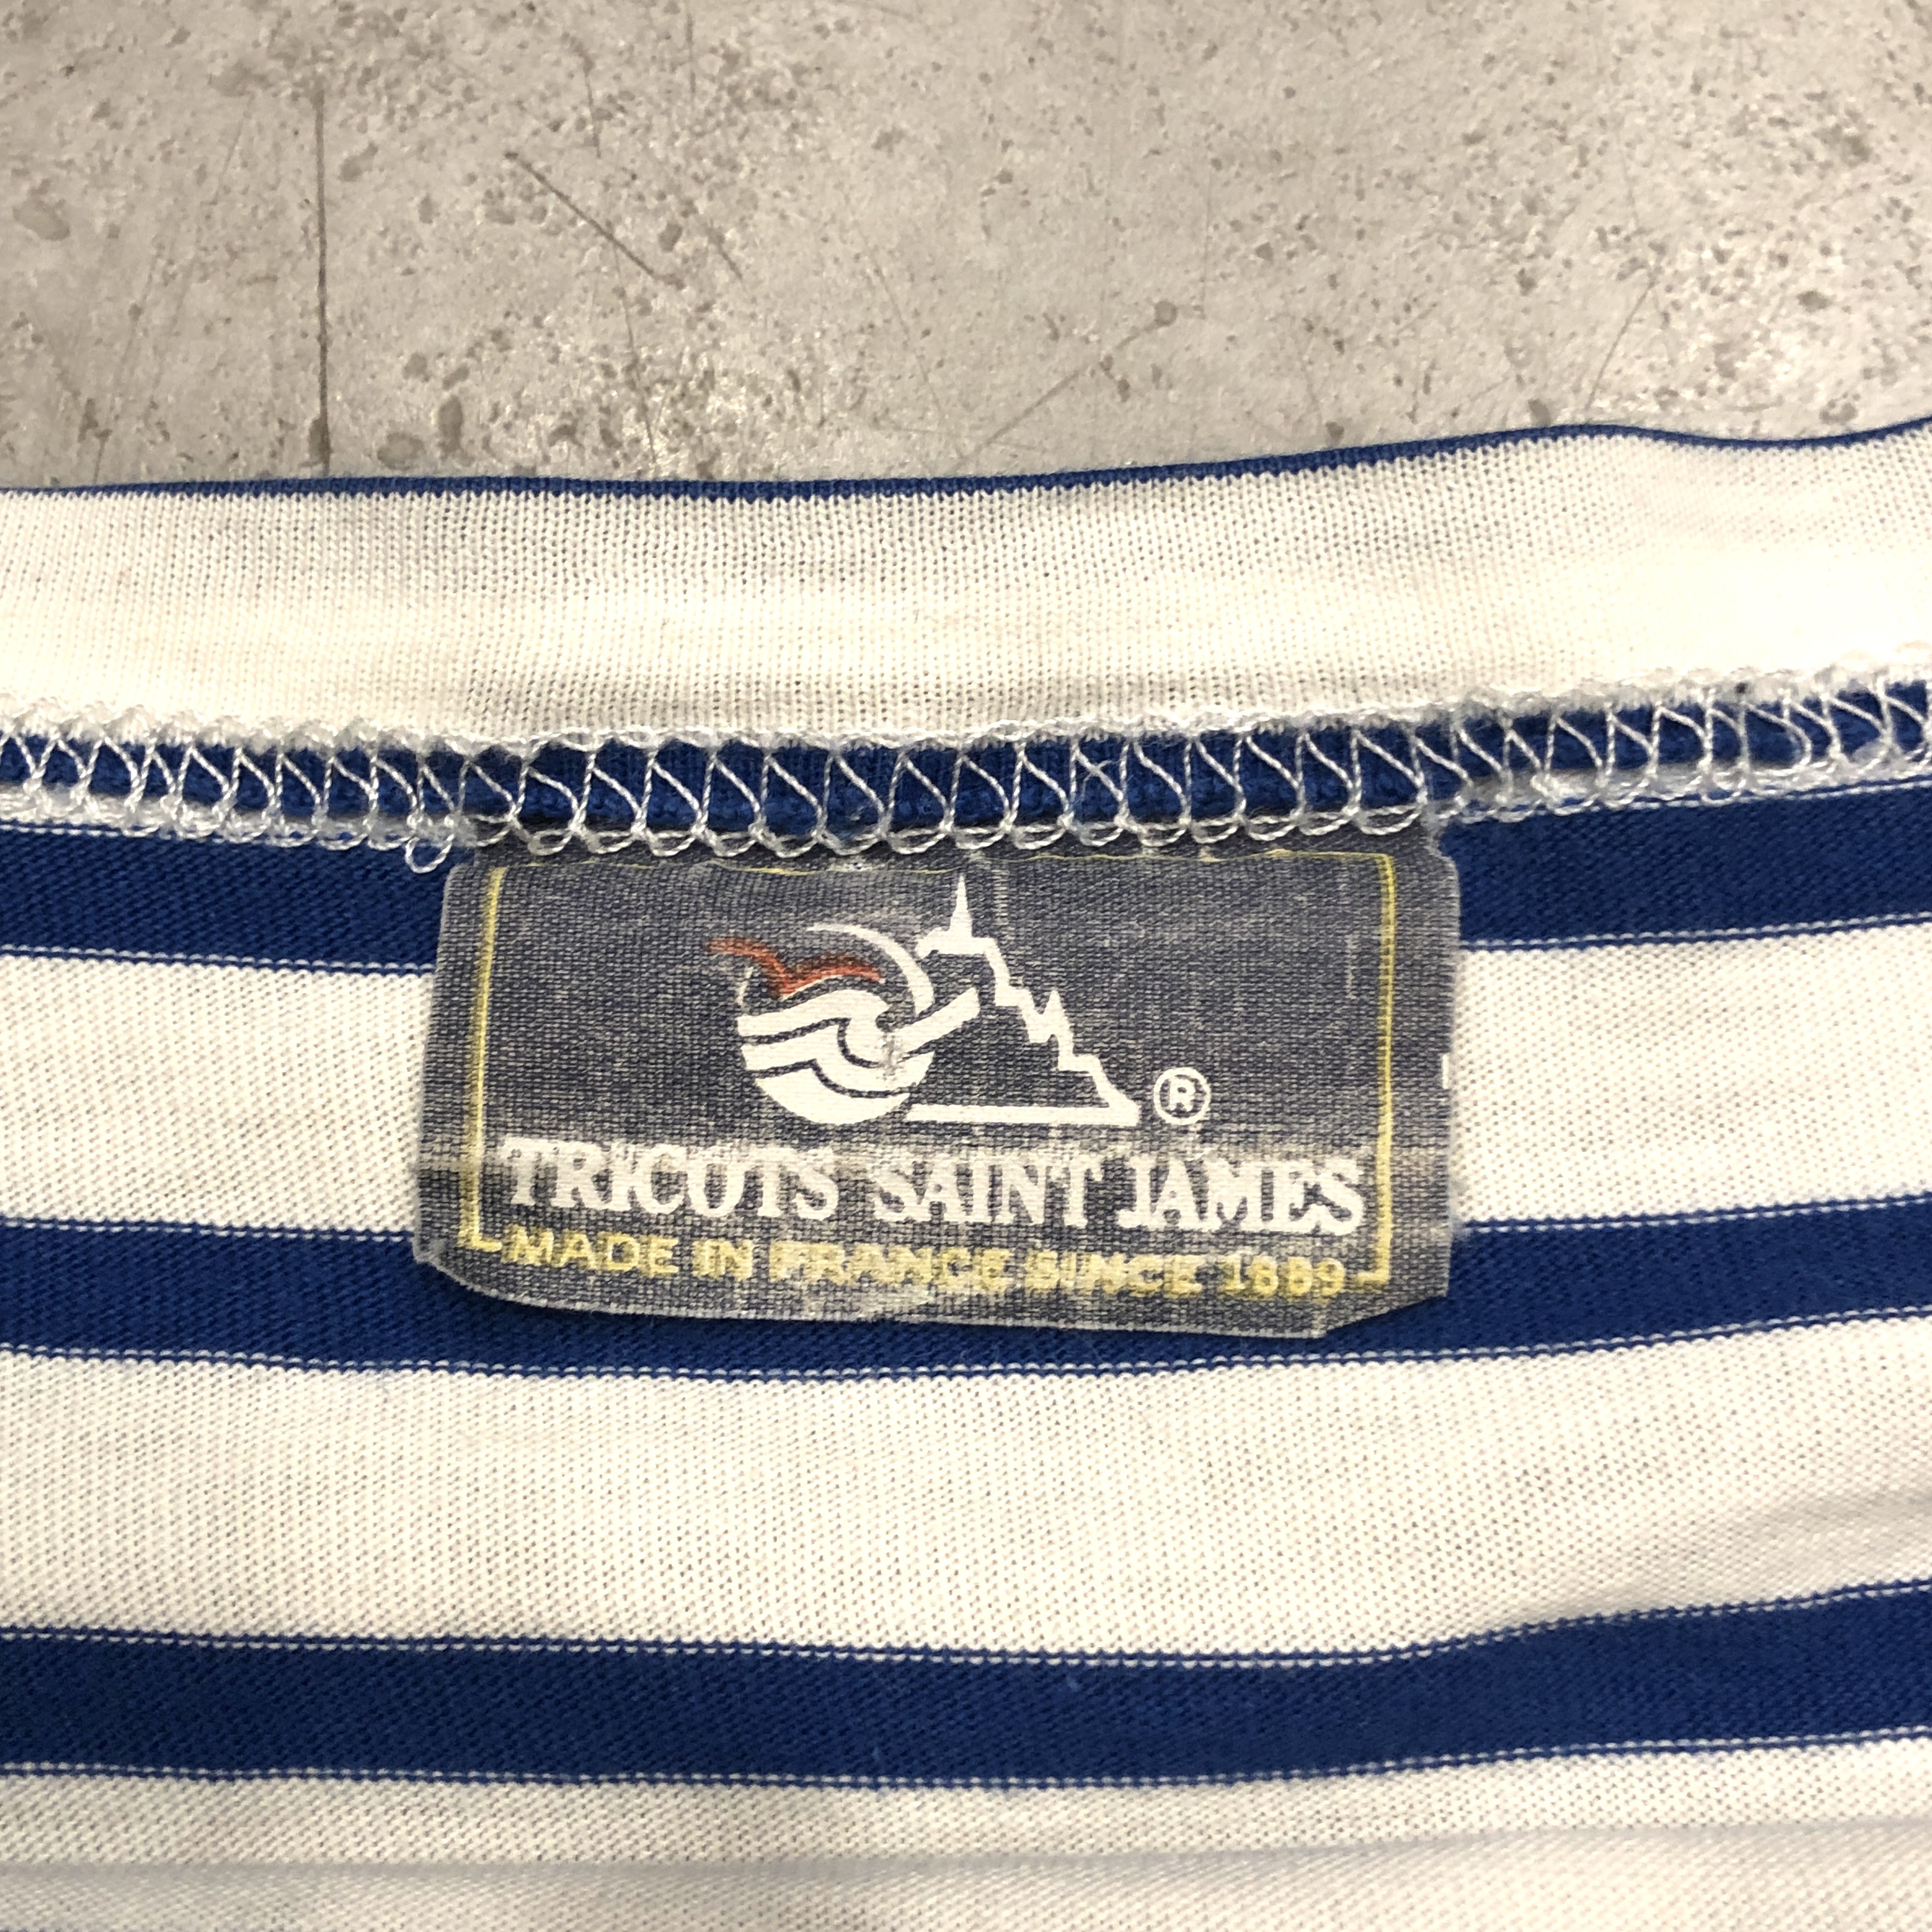 ®
TRICOTS SAINT JAMES
MADE IN FRANCE SINCE 1889